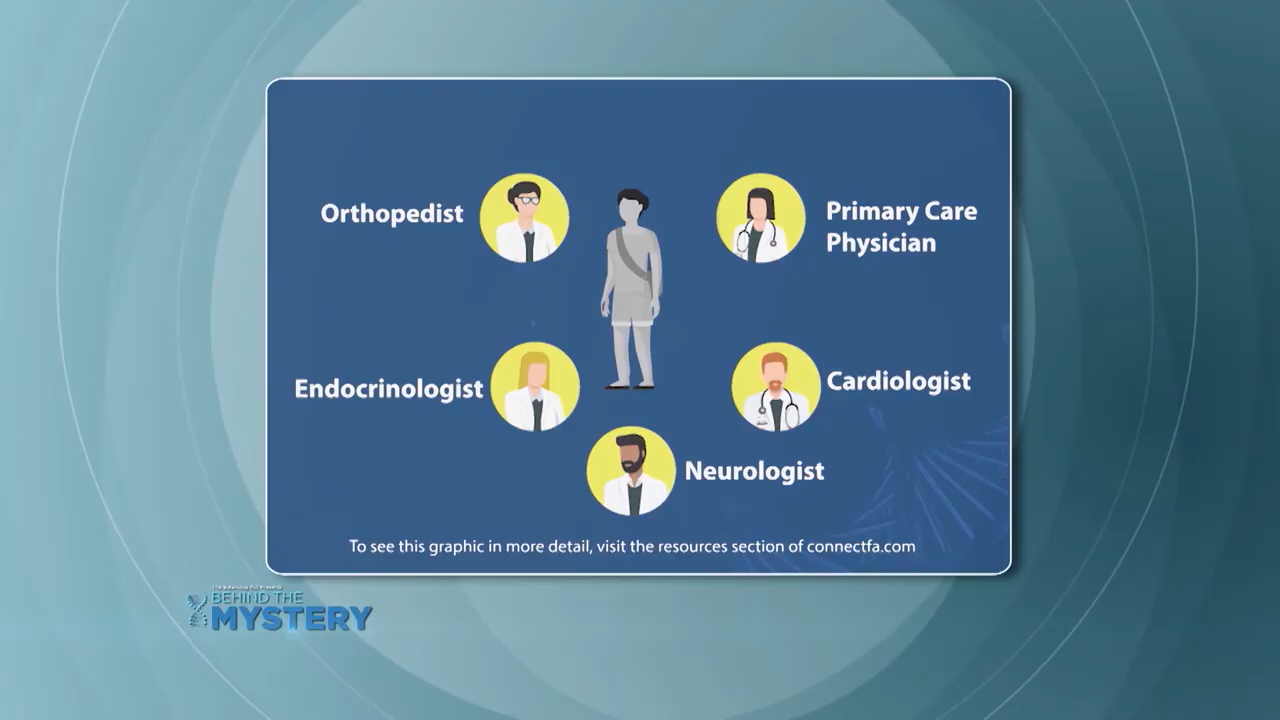 Orthopedist
Primary Care
Physician
Endocrinologist
Cardiologist
Neurologist
To see this graphic in more detail, visit the resources section of connectfa.com
BEHIND THE
MYSTERY